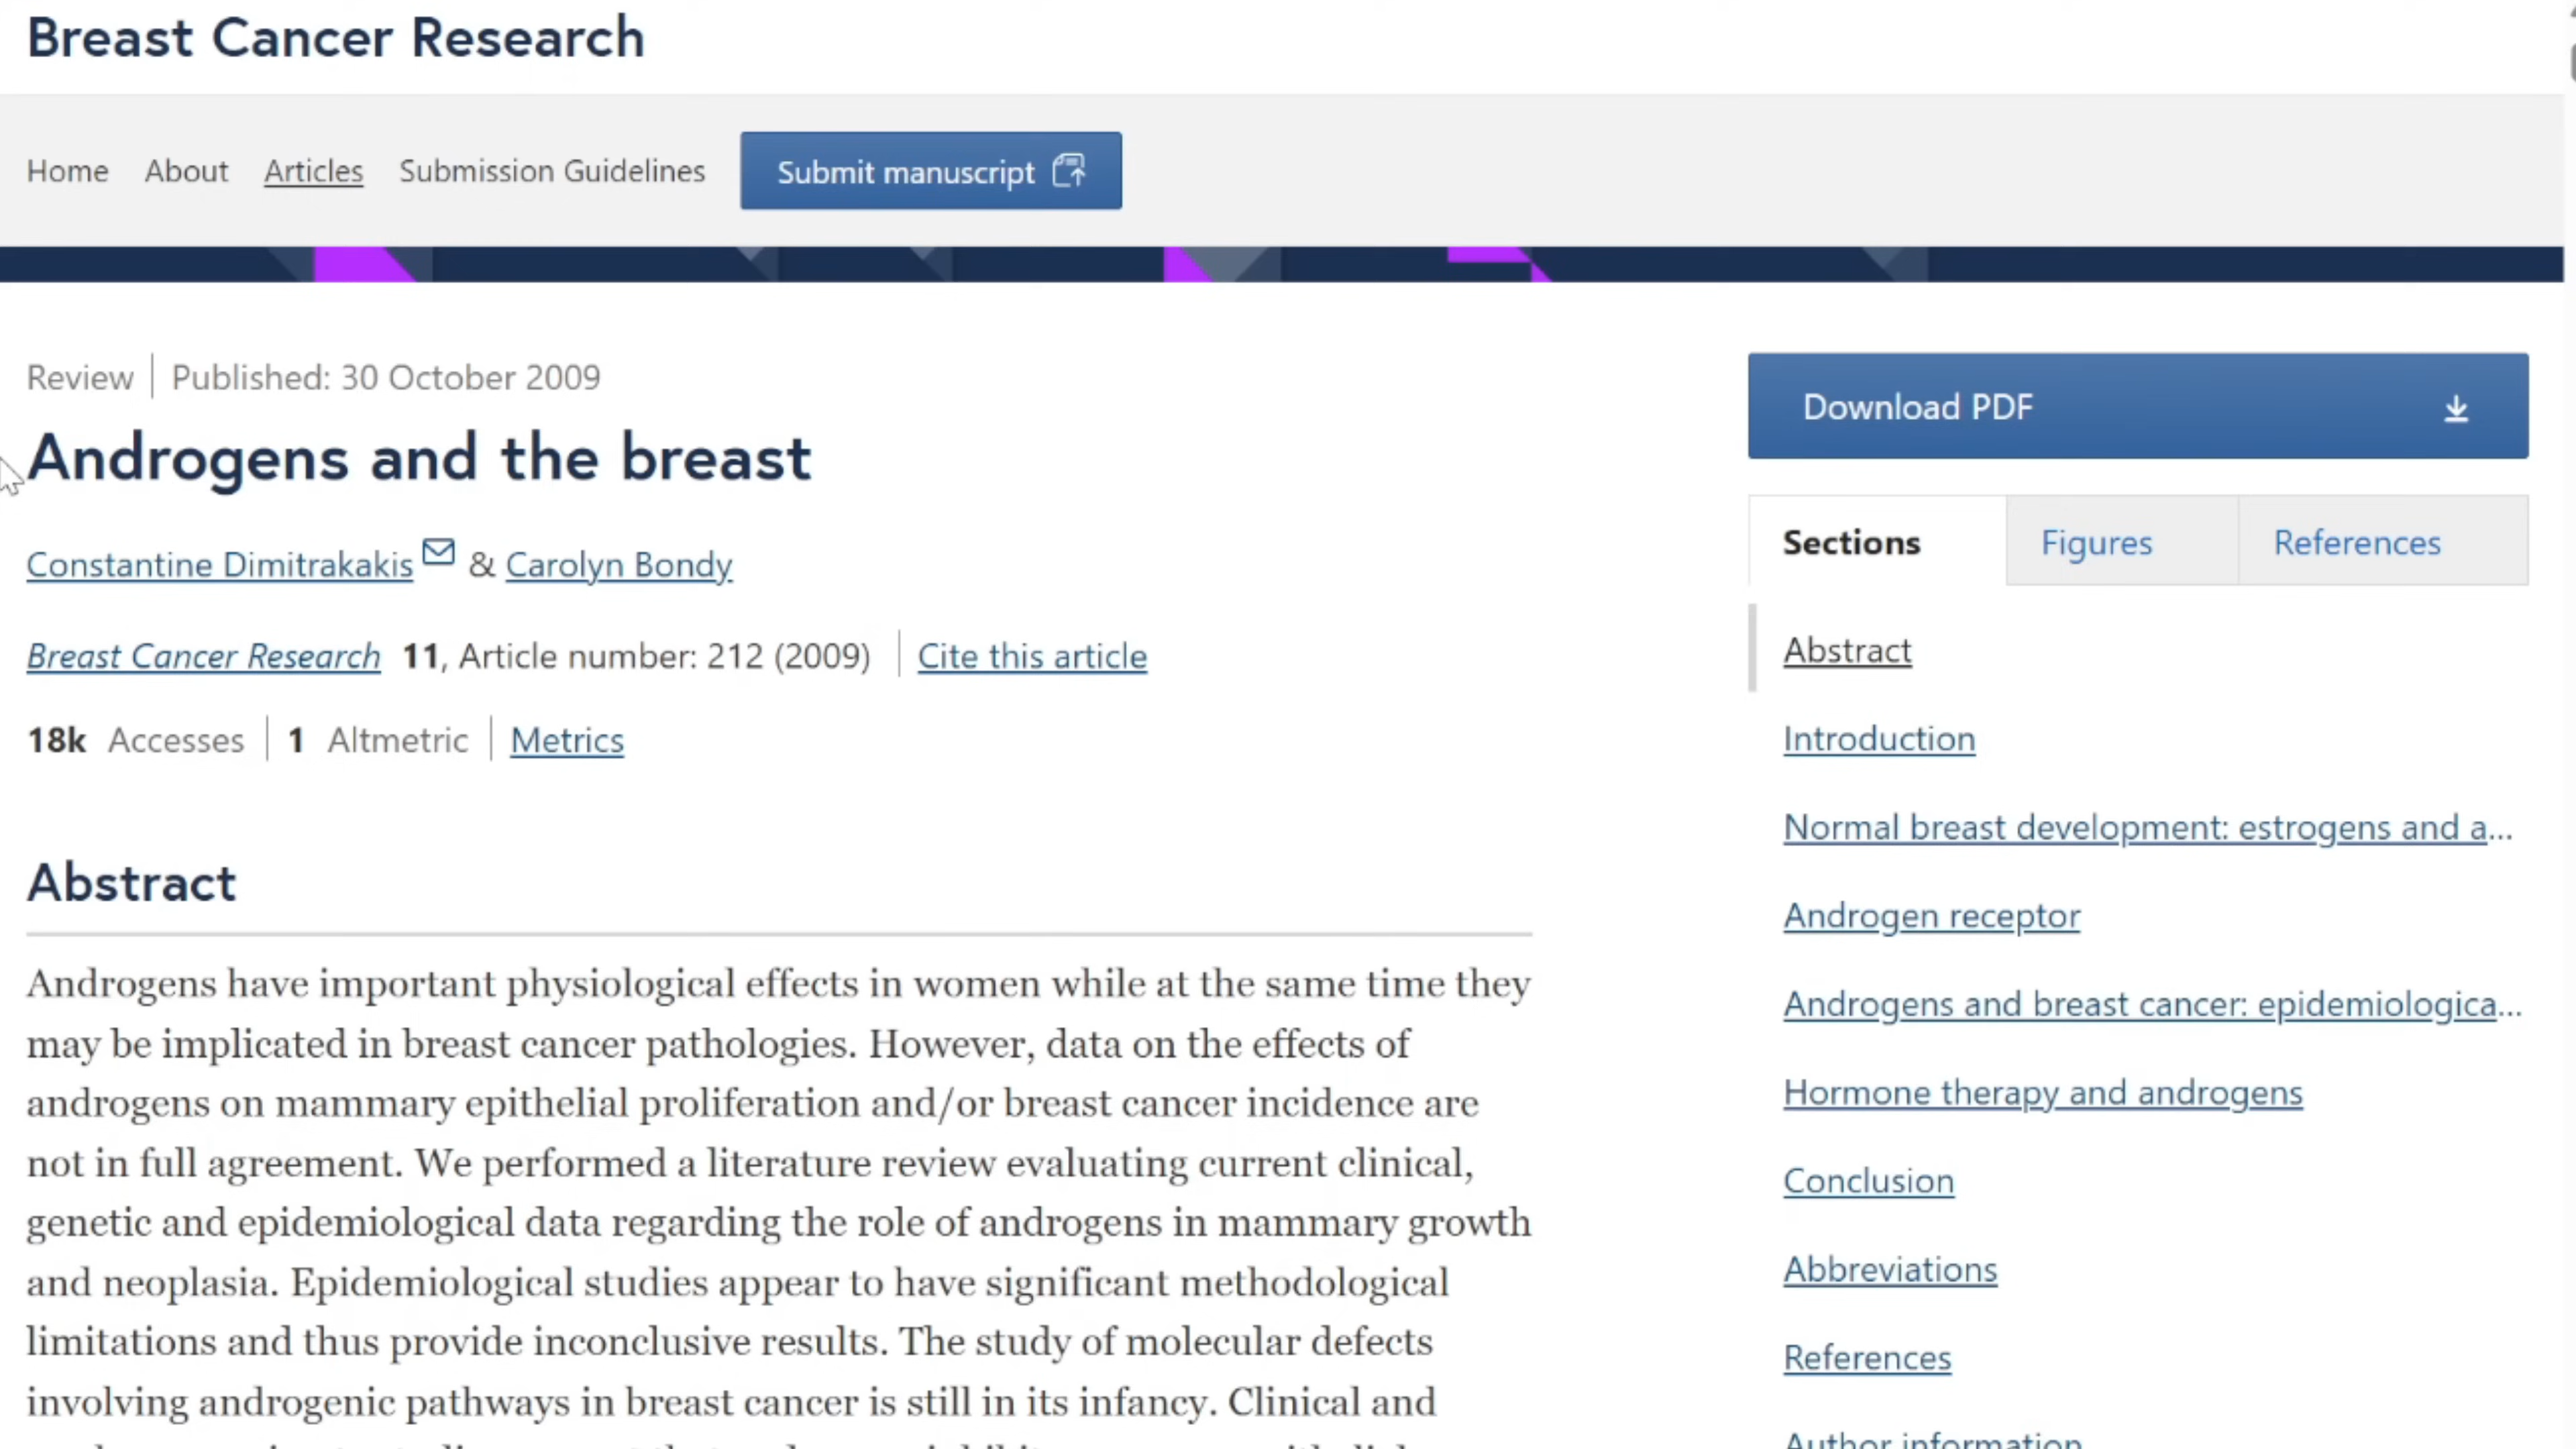 Breast Cancer Research
Home About Articles Submission Guidelines Submit manuscript
Review Published: 30 October 2009
Androgens and the breast
Constantine Dimitrakakis & Carolyn Bondy
Breast Cancer Research 11, Article number: 212 (2009) Cite this article
18k Accesses 1 Altmetric Metrics
Abstract
Androgens have important physiological effects in women while at the same time they
may be implicated in breast cancer pathologies. However, data on the effects of
androgens on mammary epithelial proliferation and/or breast cancer incidence are
not in full agreement. We performed a literature review evaluating current clinical,
genetic and epidemiological data regarding the role of androgens in mammary growth
and neoplasia. Epidemiological studies appear to have significant methodological
limitations and thus provide inconclusive results. The study of molecular defects
involving androgenic pathways in breast cancer is still in its infancy. Clinical and
Download PDF
Sections Figures References
Abstract
Introduction
Normal breast development: estrogens and a...
Androgen receptor
Androgens and breast cancer: epidemiologica...
Hormone therapy and androgens
Conclusion
Abbreviations
References
Author information